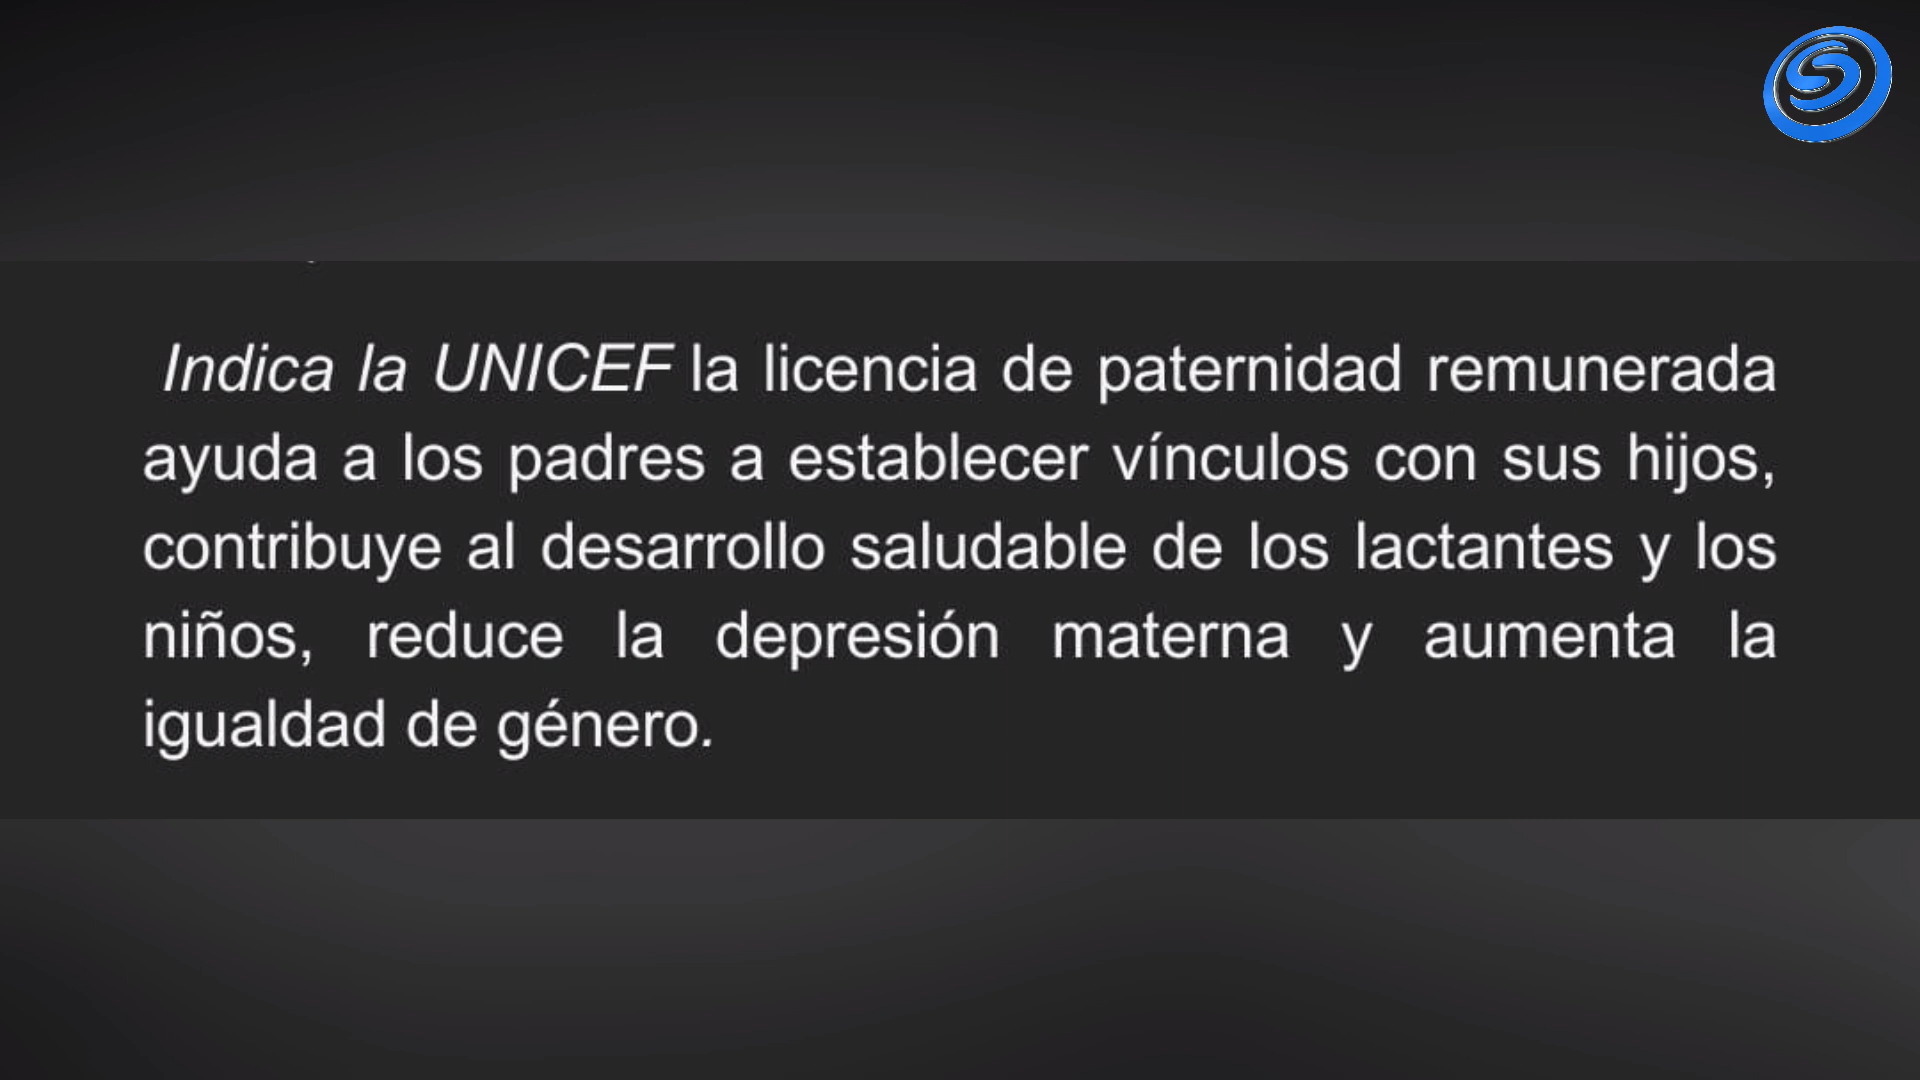 Indica la UNICEF la licencia de paternidad remunerada
ayuda a los padres a establecer vínculos con sus hijos,
contribuye al desarrollo saludable de los lactantes y los
niños, reduce la depresión materna y aumenta la
igualdad de género.